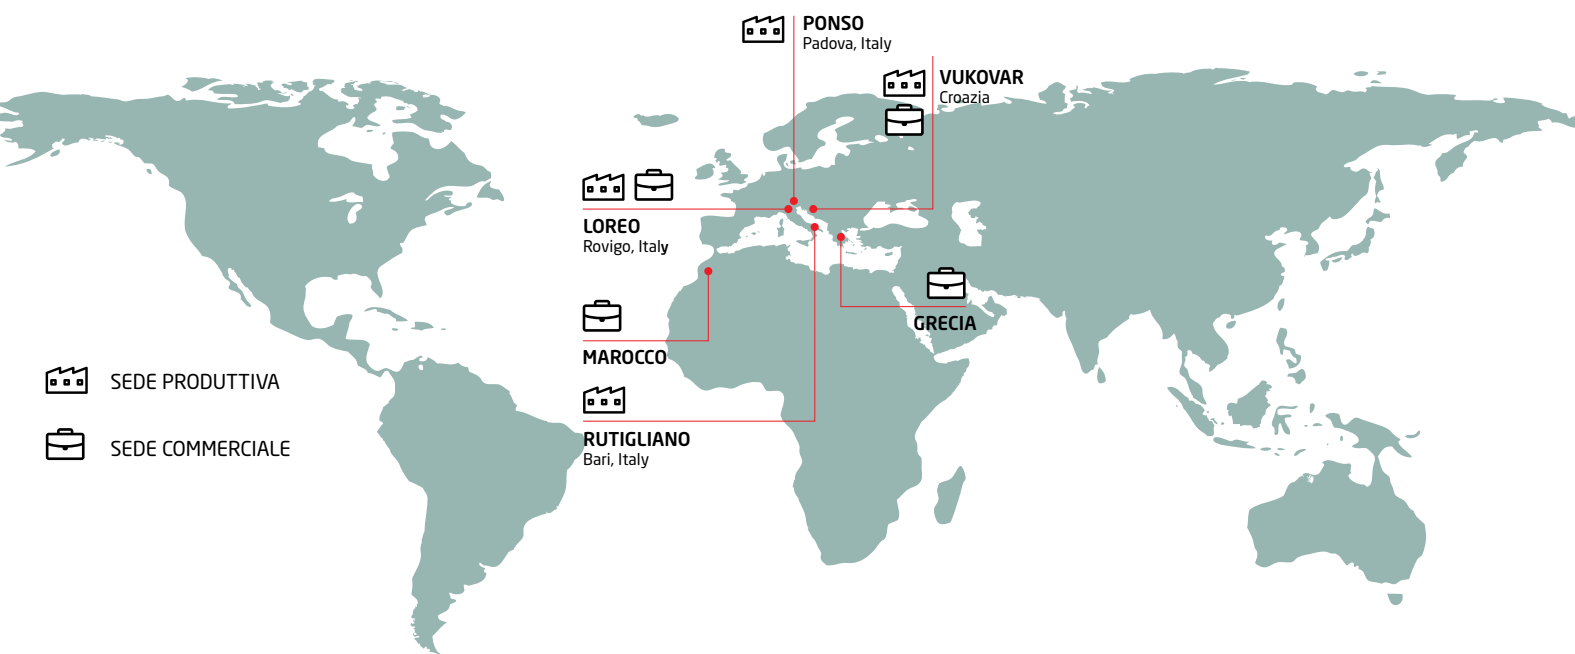 PONSO
Padova, Italy
VUKOVAR
Croazia
LOREO
Rovigo, Italy
GRECIA
MAROCCO
SEDE PRODUTTIVA
RUTIGLIANO
Bari, Italy
SEDE COMMERCIALE